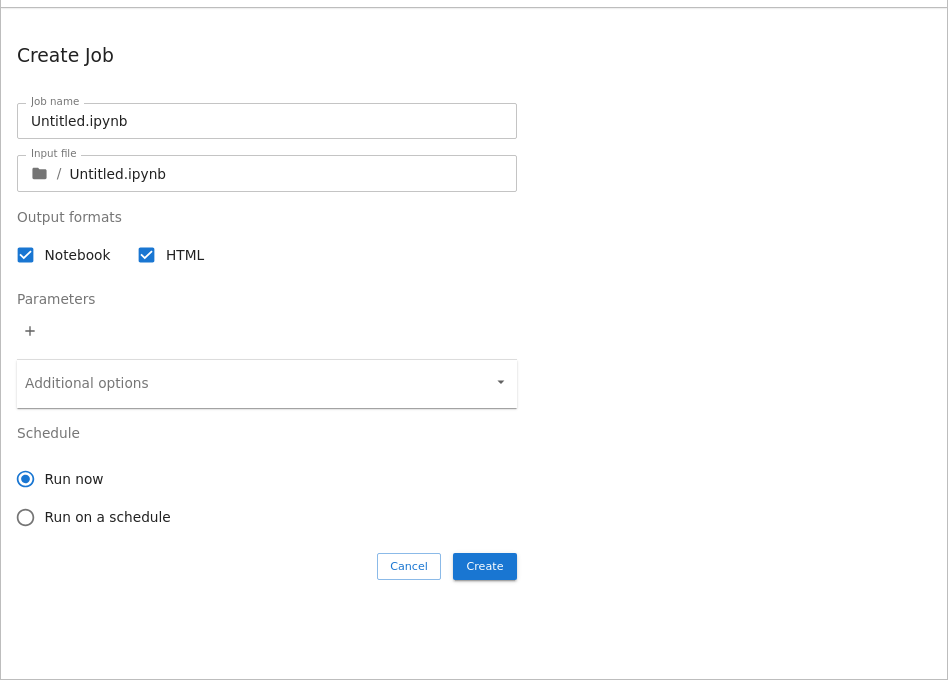 Create Job
Job name
Untitled.ipynb
Input file
/ Untitled.ipynb
Output formats
Notebook HTML
Parameters
+
Additional options
Schedule
Run now
Run on a schedule
Cancel Create